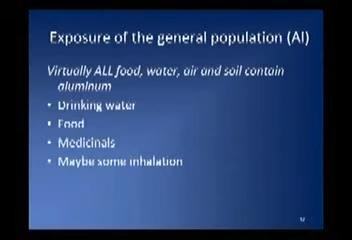 Exposure of the general population (Al)
Virtually ALL food, water, air and soil contain
aluminum
• Drinking water
• Food
• Medicinals
• Maybe some inhalation